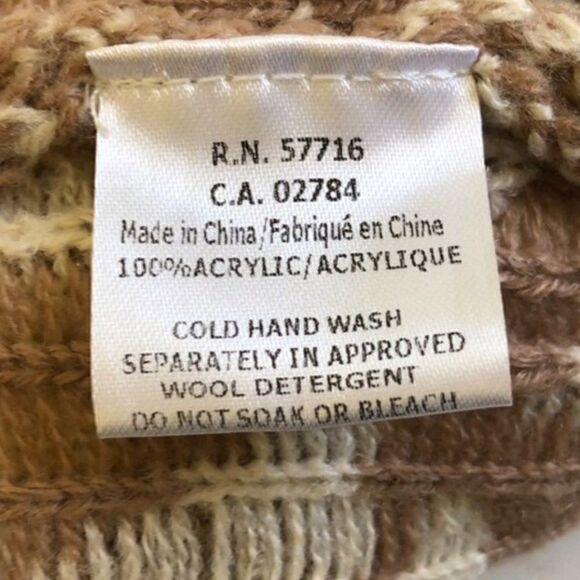 R.N. 57716
C.A. 02784
Made in China/Fabriqué en Chine
100%ACRYLIC/ACRYLIQUE
COLD HAND WASH
SEPARATELY IN APPROVED
WOOL DETERGENT
DO NOT SOAK OR BLEACH